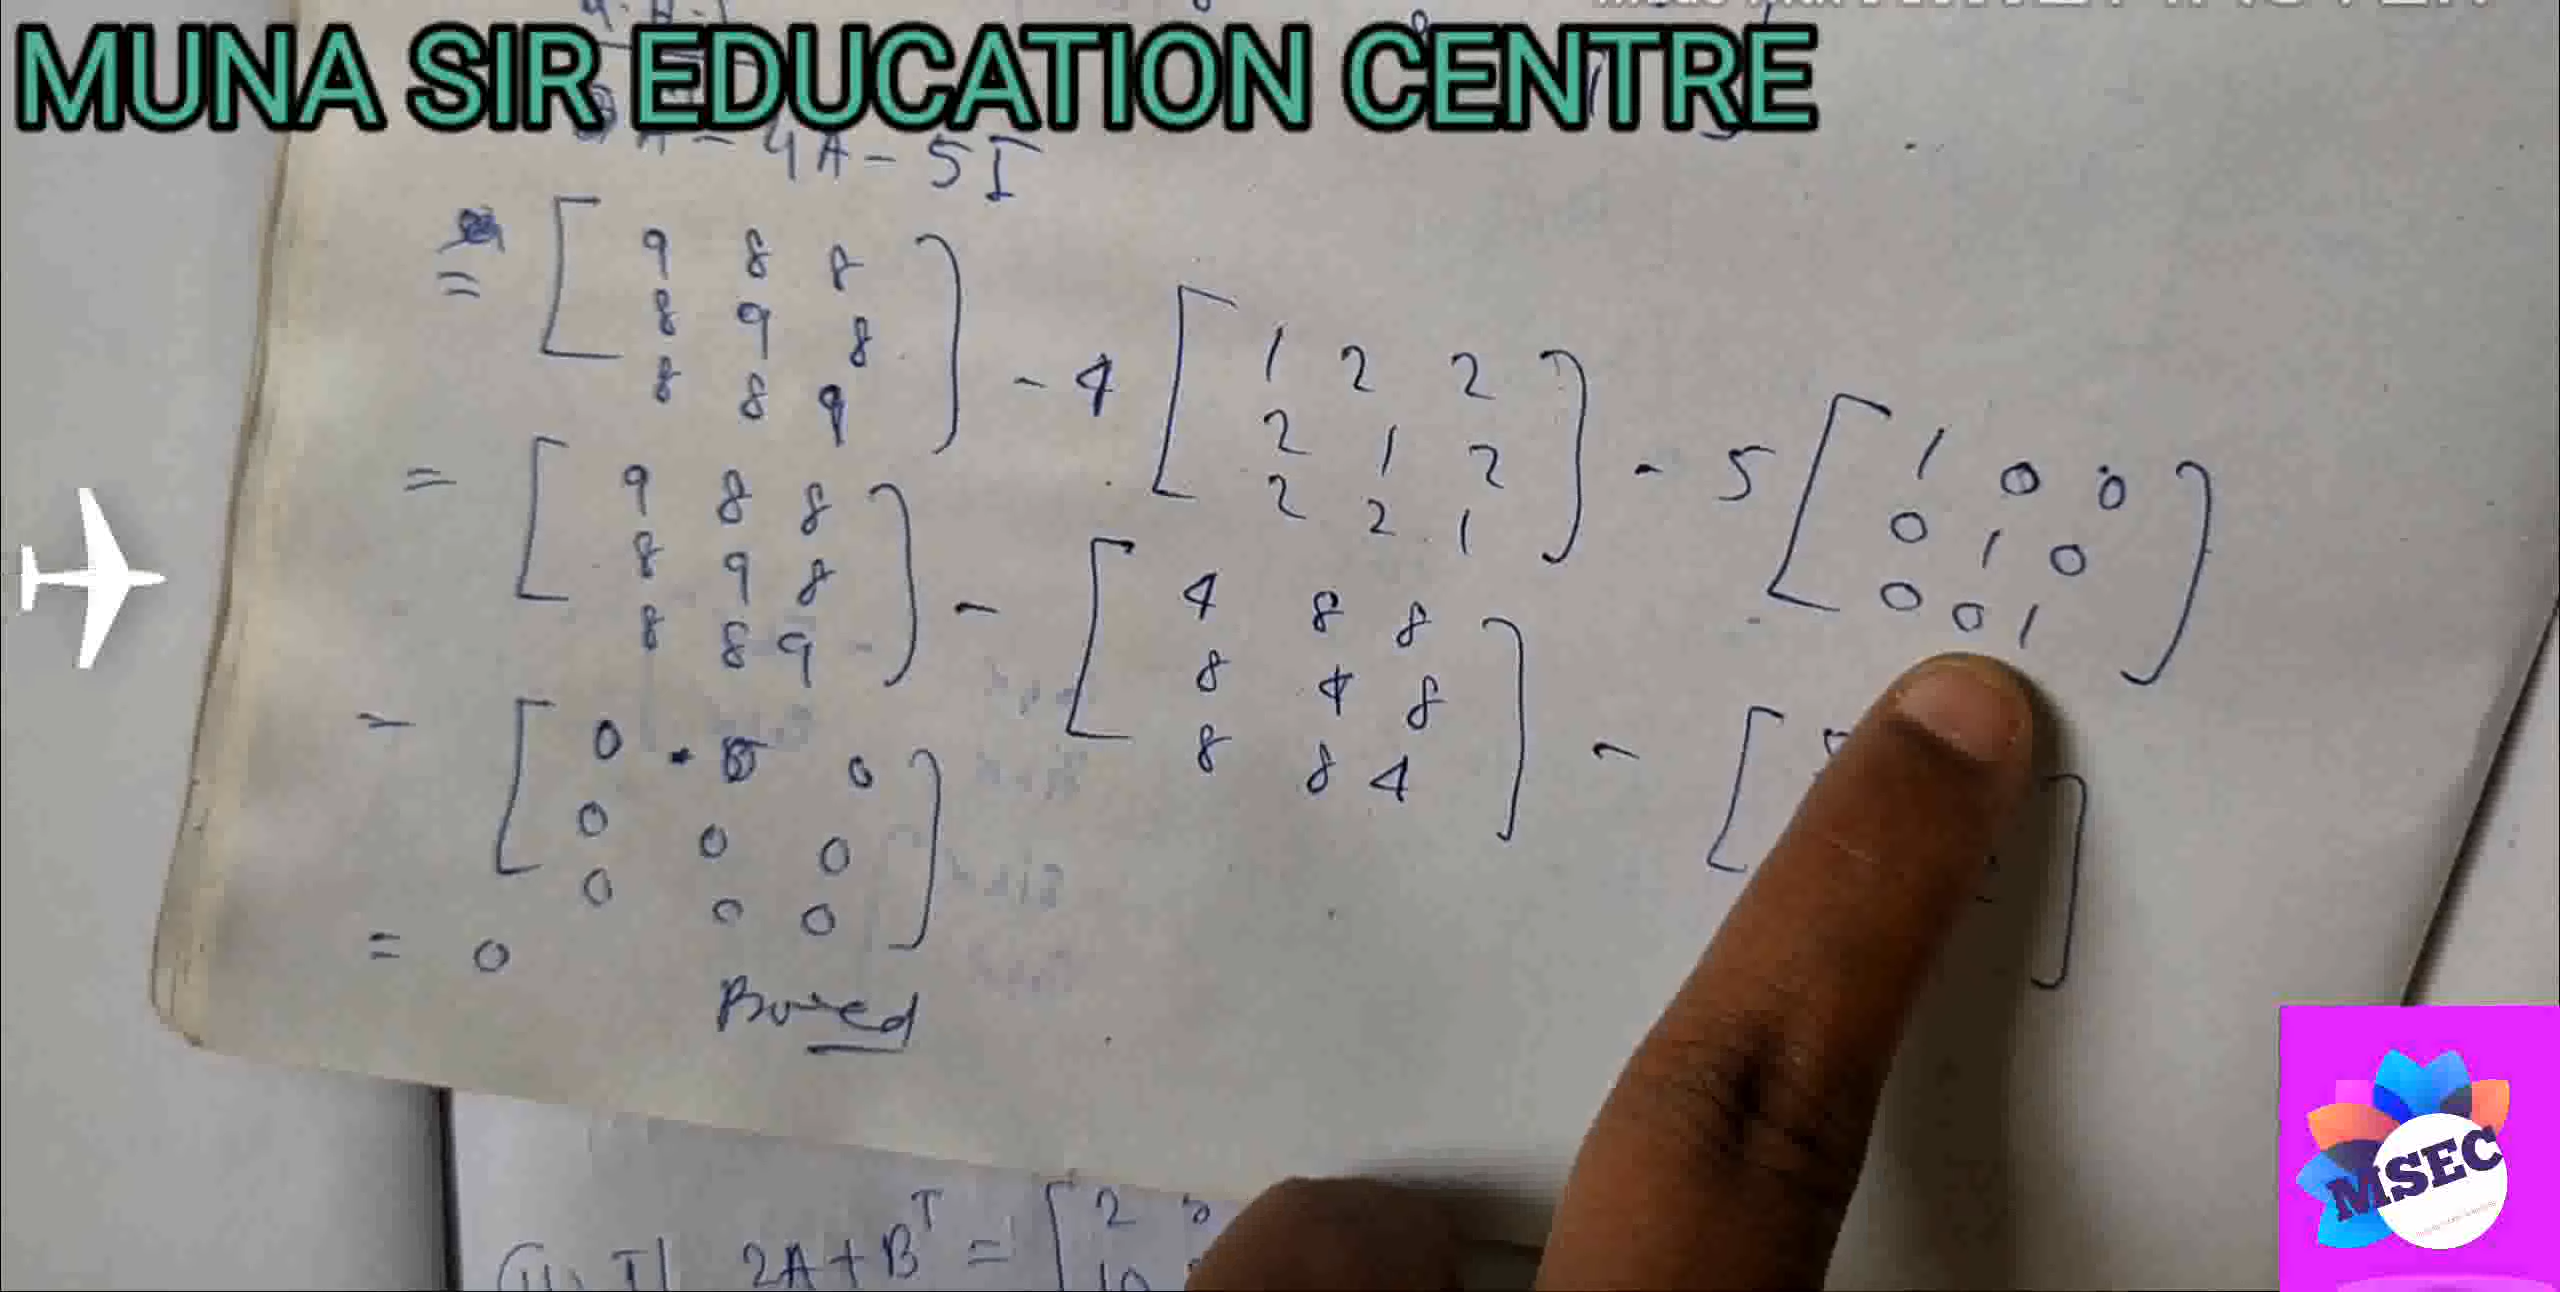 MUNA SIR EDUCATION CENTRE
A - 4A - 5I
= [ 9 8 8
8 9 8
8 8 9 ] - 4 [ 1 2 2
2 1 2
2 2 1 ] - 5 [ 1 0 0
0 1 0
0 0 1 ]
= [ 9 8 8
8 9 8
8 8 9 ] - [ 4 8 8
8 4 8
8 8 4 ] - [
]
= [ 0 0 0
0 0 0
0 0 0 ]
= 0
2A + B^T = [ 2
10
MSEC